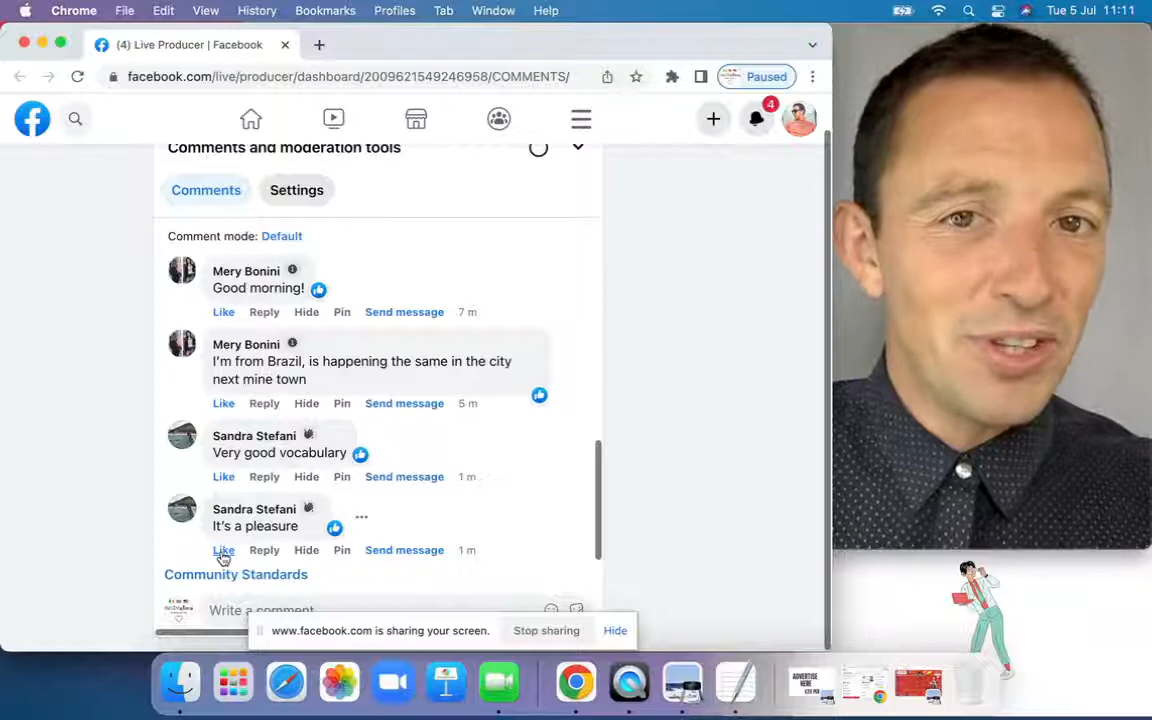 Chrome File Edit View History Bookmarks Profiles Tab Window Help Tue 5 Jul 11:11
(4) Live Producer | Facebook
facebook.com/live/producer/dashboard/2009621549246958/COMMENTS/ Paused
4
Comments and moderation tools
Comments Settings
Comment mode: Default
Mery Bonini
Good morning!
Like Reply Hide Pin Send message 7 m
Mery Bonini
I'm from Brazil, is happening the same in the city
next mine town
Like Reply Hide Pin Send message 5 m
Sandra Stefani
Very good vocabulary
Like Reply Hide Pin Send message 1 m
Sandra Stefani
It's a pleasure
Like Reply Hide Pin Send message 1 m
Community Standards
Write a comment
www.facebook.com is sharing your screen. Stop sharing Hide
ADVERTISE
HERE